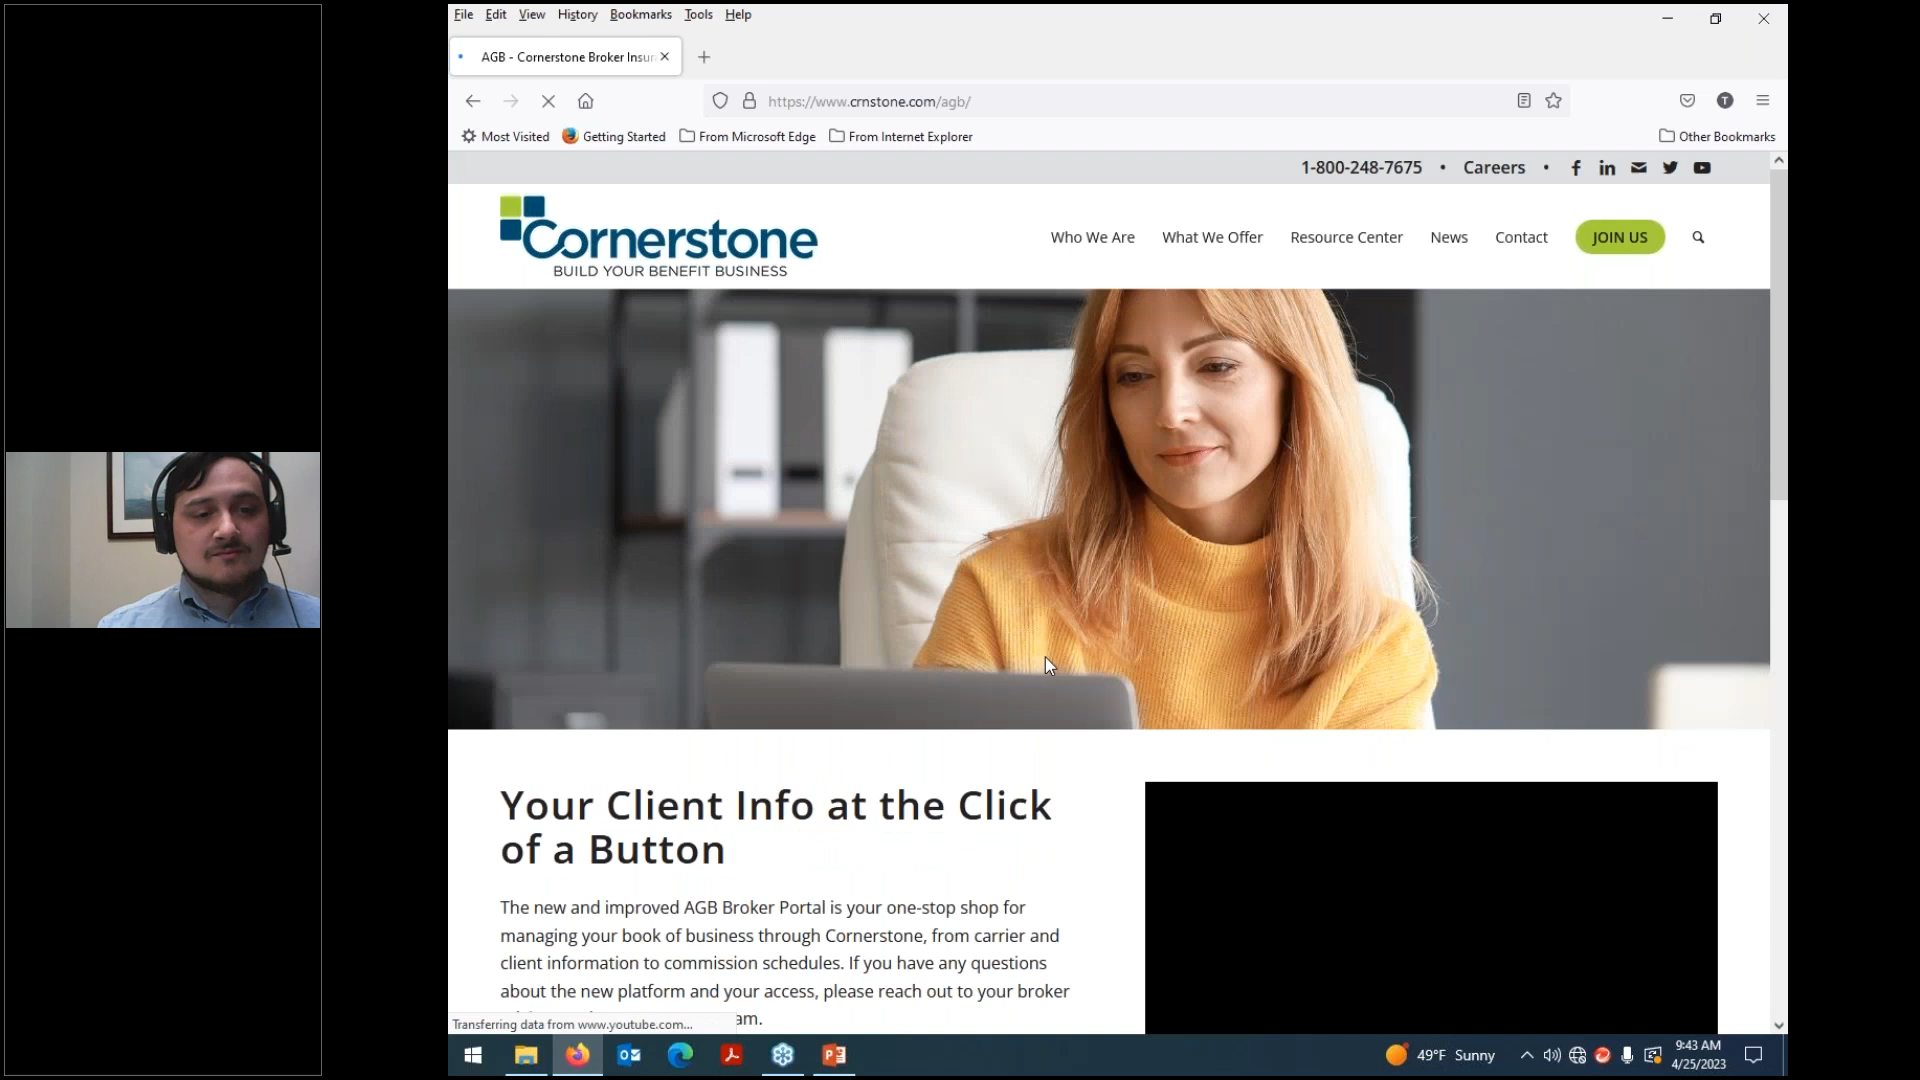 File Edit View History Bookmarks Tools Help
AGB - Cornerstone Broker Insur
https://www.crnstone.com/agb/
T
Most Visited Getting Started From Microsoft Edge From Internet Explorer Other Bookmarks
1-800-248-7675 • Careers •
Cornerstone
BUILD YOUR BENEFIT BUSINESS
Who We Are What We Offer Resource Center News Contact JOIN US
Your Client Info at the Click
of a Button
The new and improved AGB Broker Portal is your one-stop shop for
managing your book of business through Cornerstone, from carrier and
client information to commission schedules. If you have any questions
about the new platform and your access, please reach out to your broker
am.
Transferring data from www.youtube.com...
49°F Sunny
9:43 AM
4/25/2023